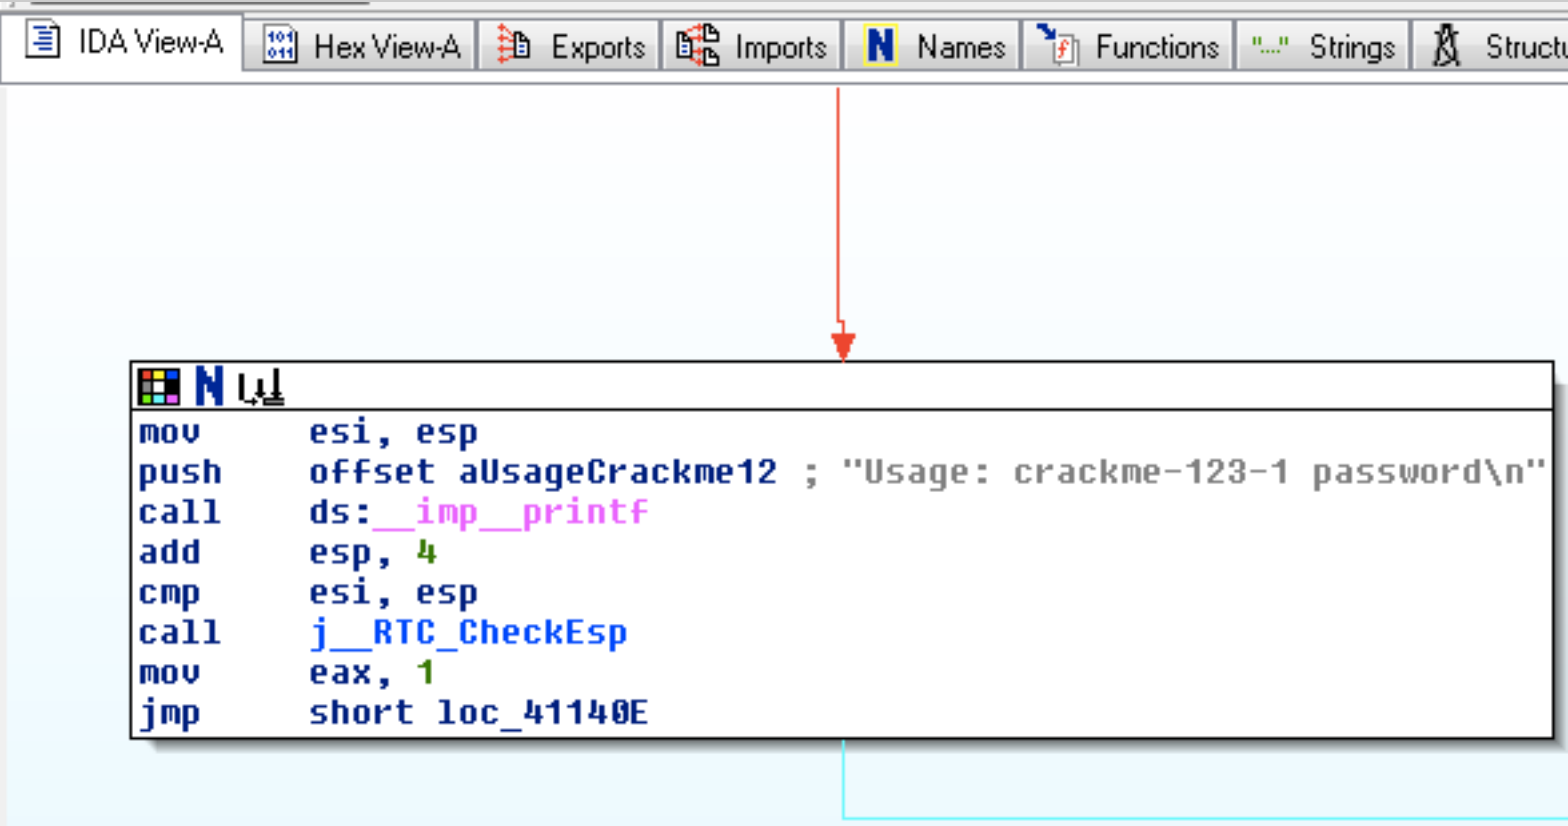 IDA View-A Hex View-A Exports Imports N Names Functions "..." Strings Structu
N
mov esi, esp
push offset aUsageCrackme12 ; "Usage: crackme-123-1 password\n"
call ds:__imp__printf
add esp, 4
cmp esi, esp
call j__RTC_CheckEsp
mov eax, 1
jmp short loc_41140E